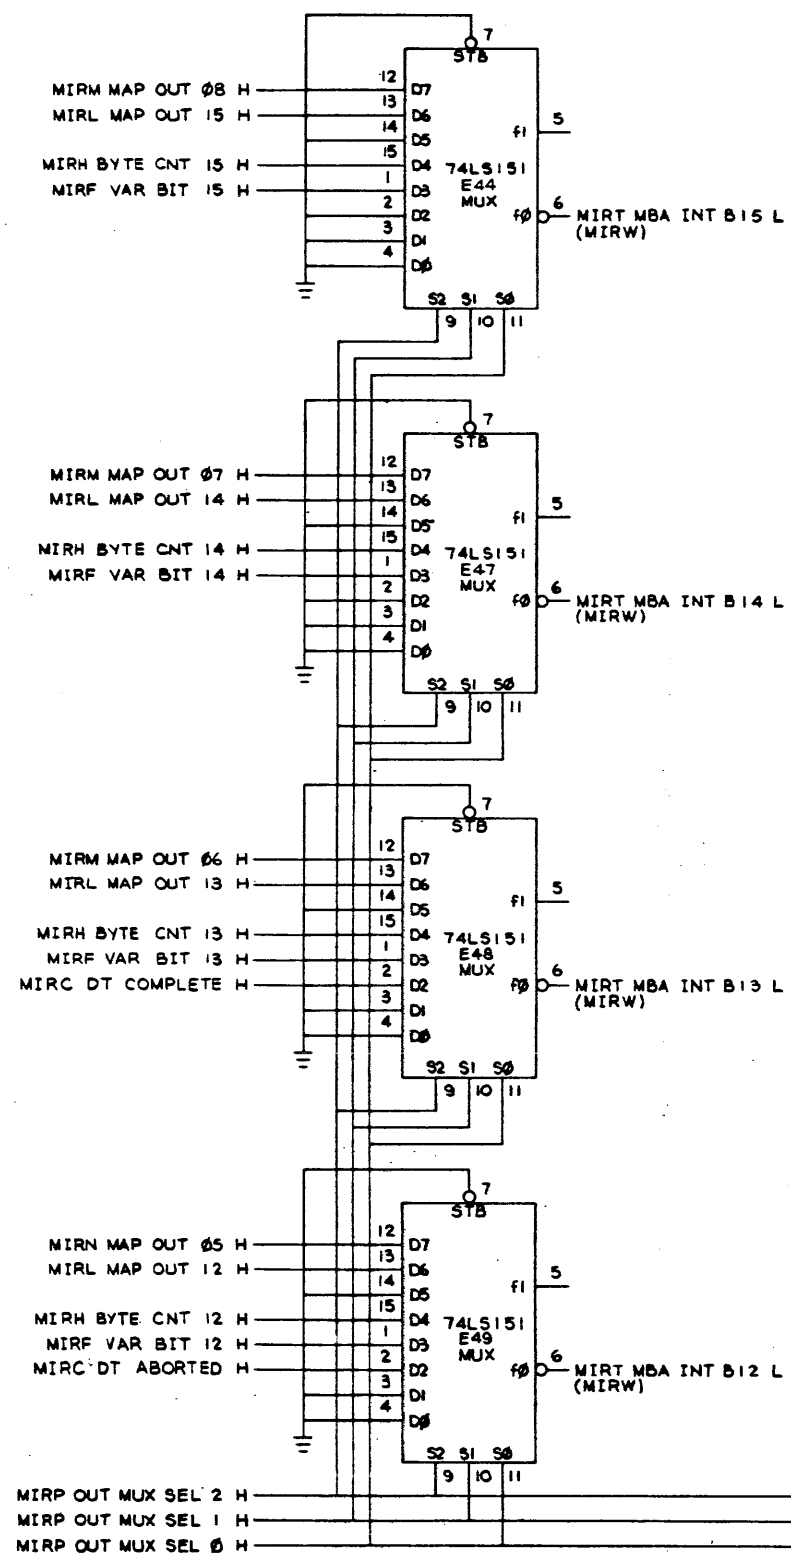 7
STB
MIRM MAP OUT Ø8 H 12 D7
MIRL MAP OUT 15 H 13 D6
14 D5 f1 5
MIRH BYTE CNT 15 H 15 D4 74LS151
MIRF VAR BIT 15 H 1 D3 E44
MUX
2 D2 fØ 6 MIRT MBA INT B15 L
(MIRW)
3 D1
4 DØ
S2 S1 SØ
9 10 11
7
STB
MIRM MAP OUT Ø7 H 12 D7
MIRL MAP OUT 14 H 13 D6
14 D5 f1 5
MIRH BYTE CNT 14 H 15 D4 74LS151
MIRF VAR BIT 14 H 1 D3 E47
MUX
2 D2 fØ 6 MIRT MBA INT B14 L
(MIRW)
3 D1
4 DØ
S2 S1 SØ
9 10 11
7
STB
MIRM MAP OUT Ø6 H 12 D7
MIRL MAP OUT 13 H 13 D6
14 D5 f1 5
MIRH BYTE CNT 13 H 15 D4 74LS151
MIRF VAR BIT 13 H 1 D3 E48
MUX
MIRC DT COMPLETE H 2 D2 fØ 6 MIRT MBA INT B13 L
(MIRW)
3 D1
4 DØ
S2 S1 SØ
9 10 11
7
STB
MIRN MAP OUT Ø5 H 12 D7
MIRL MAP OUT 12 H 13 D6
14 D5 f1 5
MIRH BYTE CNT 12 H 15 D4 74LS151
MIRF VAR BIT 12 H 1 D3 E49
MUX
MIRC DT ABORTED H 2 D2 fØ 6 MIRT MBA INT B12 L
(MIRW)
3 D1
4 DØ
S2 S1 SØ
9 10 11
MIRP OUT MUX SEL 2 H
MIRP OUT MUX SEL 1 H
MIRP OUT MUX SEL Ø H